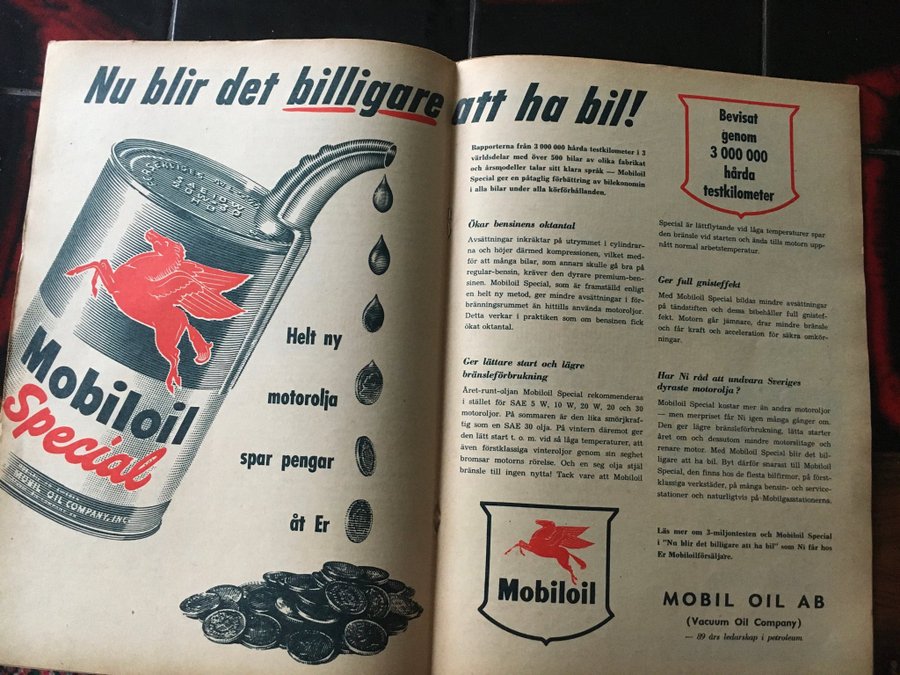 Nu blir det billigare att ha bil!
SAE 10W
20W 30
Mobiloil
Special
OIL COMPANY, INC.
Helt ny
motorolja
spar pengar
åt Er
Rapporterna från 3 000 000 hårda testkilometer i 3
världsdelar med över 500 bilar av olika fabrikat
och årsmodeller talar sitt klara språk — Mobiloil
Special ger en påtaglig förbättring av bilekonomin
i alla bilar under alla körförhållanden.
Bevisat
genom
3 000 000
hårda
testkilometer
Ökar bensinens oktantal
Avsättningar inkräktar på utrymmet i cylindrar-
na och höjer därmed kompressionen, vilket med-
för att många bilar, som annars skulle gå bra på
regular-bensin, kräver den dyrare premium-ben-
sinen. Mobiloil Special, som är framställd enligt
en helt ny metod, ger mindre avsättningar i för-
bränningsrummet än hittills använda motoroljor.
Detta verkar i praktiken som om bensinen fick
ökat oktantal.
Ger lättare start och lägre
bränsleförbrukning
Året-runt-oljan Mobiloil Special rekommenderas
i stället för SAE 5 W, 10 W, 20 W, 20 och 30
motoroljor. På sommaren är den lika smörjkraf-
tig som en SAE 30 olja. På vintern däremot ger
den lätt start t. o. m. vid så låga temperaturer, att
även förstklassiga vinteroljor genom sin seghet
bromsar motorns rörelse. Och en seg olja stjäl
bränsle till ingen nytta! Tack vare att Mobiloil
Special är lättflytande vid låga temperaturer spar
den bränsle vid starten och ända tills motorn upp-
nått normal arbetstemperatur.
Ger full gnisteffekt
Med Mobiloil Special bildas mindre avsättningar
på tändstiften och dessa bibehåller full gnistef-
fekt. Motorn går jämnare, drar mindre bränsle
och får kraft och acceleration för säkra omkör-
ningar.
Har Ni råd att undvara Sveriges
dyraste motorolja?
Mobiloil Special kostar mer än andra motoroljor
— men merpriset får Ni igen många gånger om.
Den ger lägre bränsleförbrukning, lätta starter
året om och dessutom mindre motorslitage och
renare motor. Med Mobiloil Special blir det bil-
ligare att ha bil. Byt därför snarast till Mobiloil
Special, den finns hos de flesta bilfirmor, på först-
klassiga verkstäder, på många bensin- och service-
stationer och naturligtvis på Mobilgasstationerna.
Läs mer om 3-miljontesten och Mobiloil Special
i "Nu blir det billigare att ha bil" som Ni får hos
Er Mobiloilförsäljare.
Mobiloil
MOBIL OIL AB
(Vacuum Oil Company)
— 89 års ledarskap i petroleum